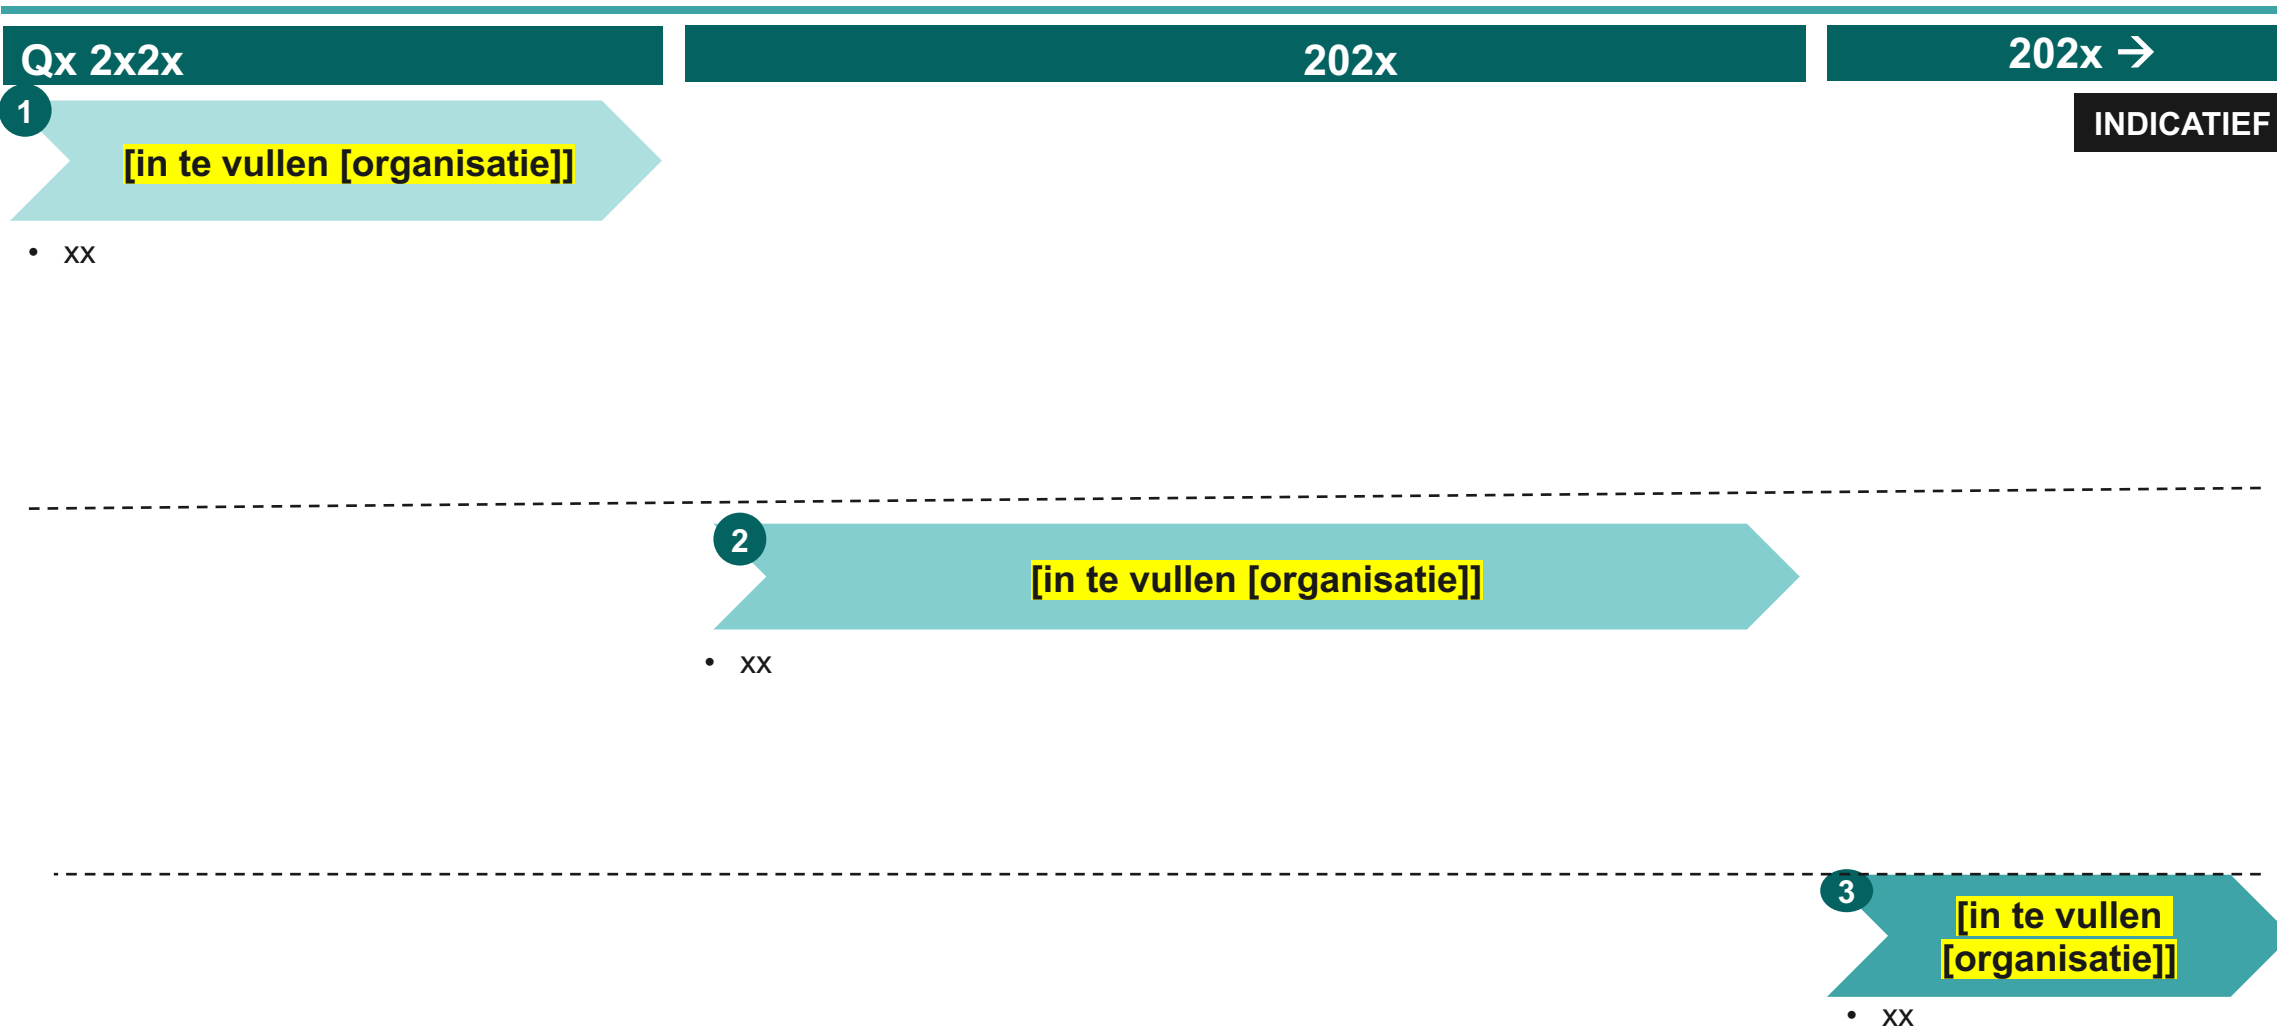 Qx 2x2x
202x
202x →
INDICATIEF
1
[in te vullen [organisatie]]
• xx
2
[in te vullen [organisatie]]
• xx
3
[in te vullen
[organisatie]]
• xx